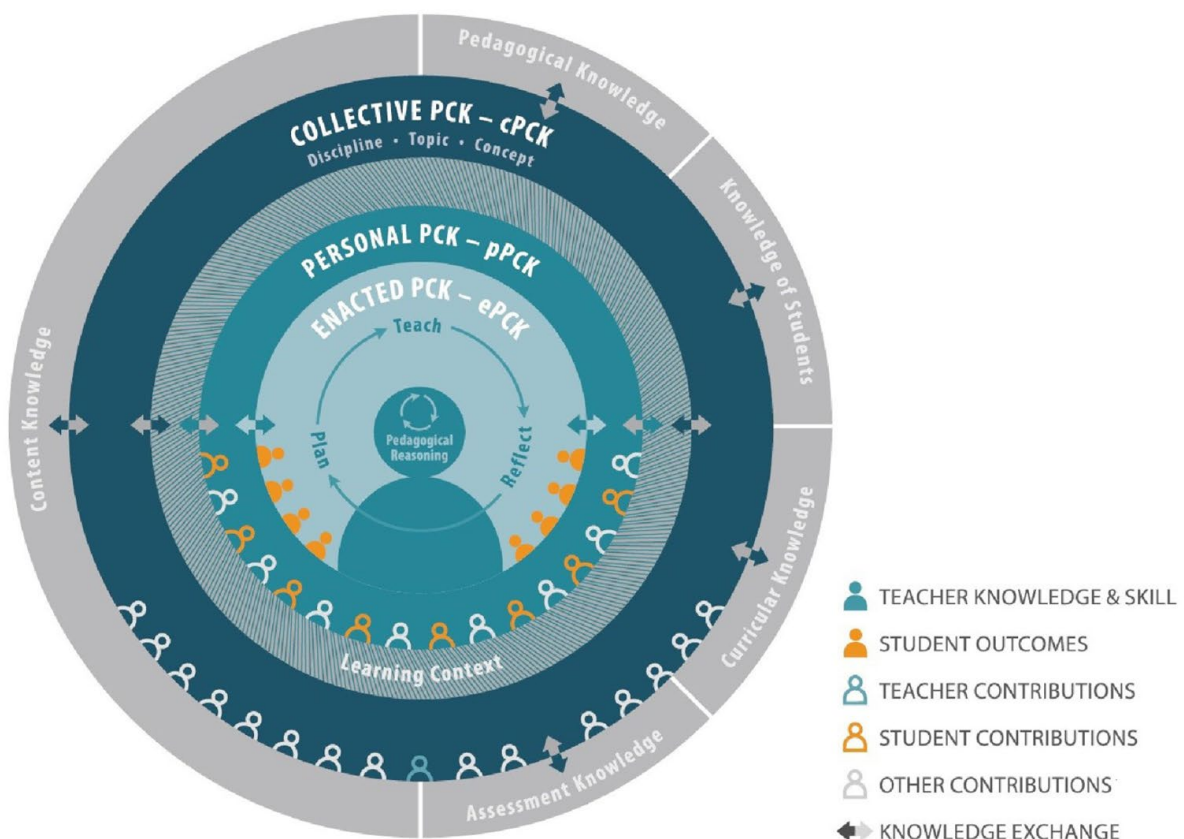 Pedagogical Knowledge
COLLECTIVE PCK – cPCK
Discipline • Topic • Concept
Knowledge of Students
PERSONAL PCK – pPCK
ENACTED PCK – ePCK
Teach
Content Knowledge
Plan
Pedagogical
Reasoning
Reflect
Learning Context
Curricular Knowledge
Assessment Knowledge
TEACHER KNOWLEDGE & SKILL
STUDENT OUTCOMES
TEACHER CONTRIBUTIONS
STUDENT CONTRIBUTIONS
OTHER CONTRIBUTIONS
KNOWLEDGE EXCHANGE